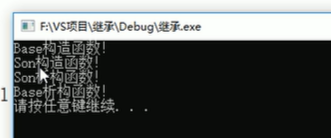 F:\VS项目\继承\Debug\继承.exe
Base构造函数!
Son构造函数!
Son析构函数!
Base析构函数!
请按任意键继续. . .
1